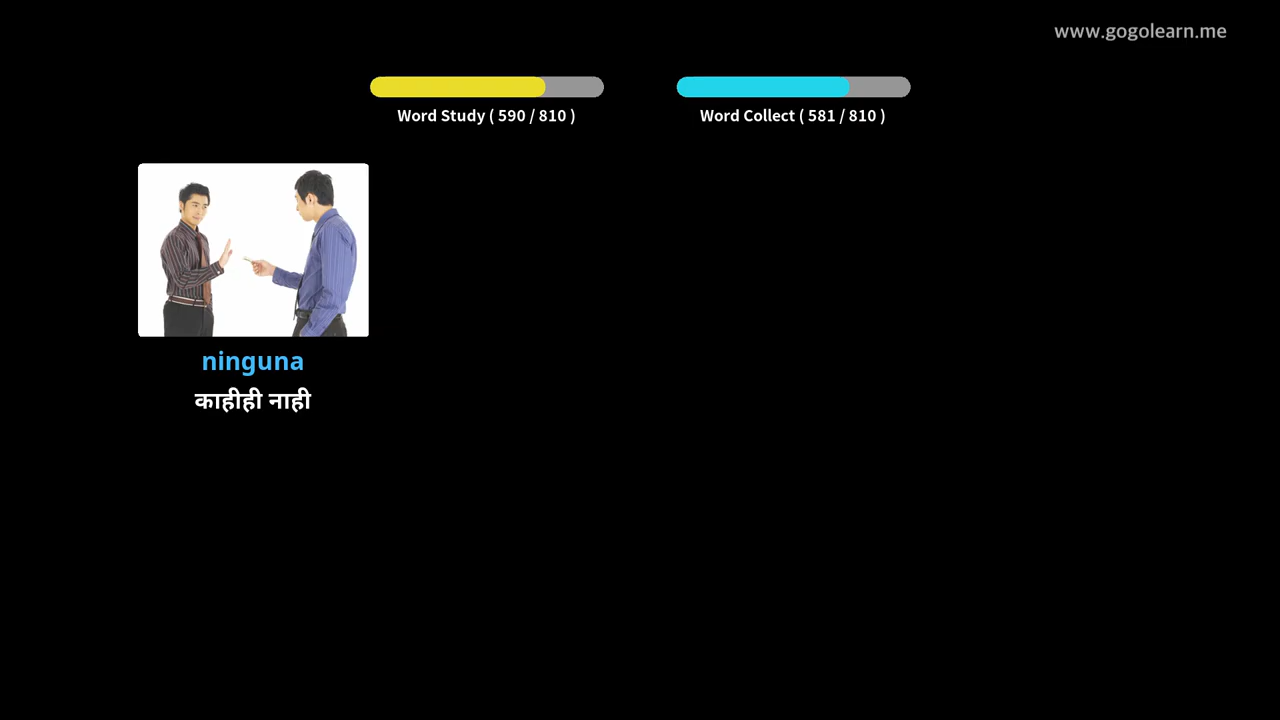 www.gogolearn.me
Word Study ( 590 / 810 )
Word Collect ( 581 / 810 )
ninguna
काहीही नाही